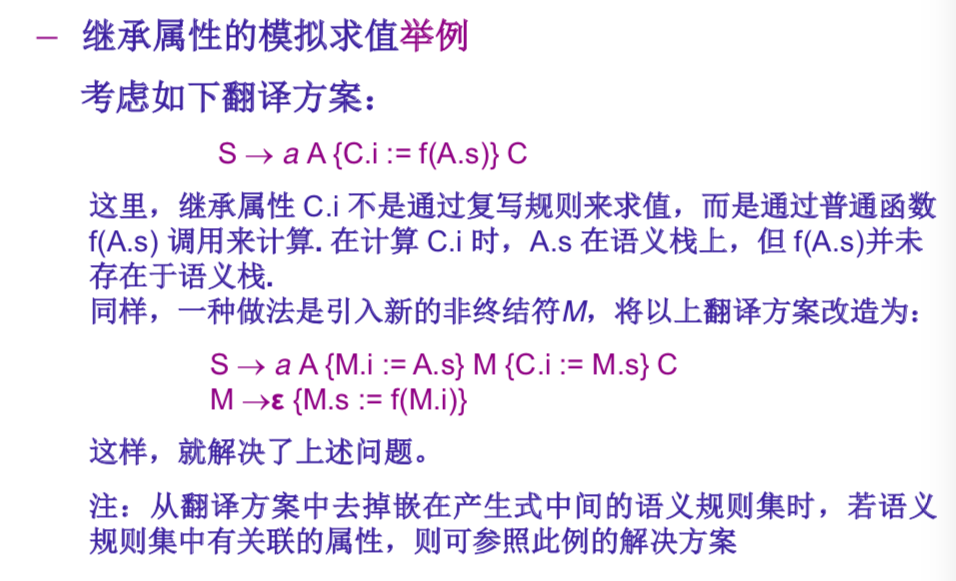 – 继承属性的模拟求值举例
考虑如下翻译方案：
S → a A {C.i := f(A.s)} C
这里，继承属性 C.i 不是通过复写规则来求值，而是通过普通函数
f(A.s) 调用来计算. 在计算 C.i 时，A.s 在语义栈上，但 f(A.s)并未
存在于语义栈.
同样，一种做法是引入新的非终结符M，将以上翻译方案改造为：
S → a A {M.i := A.s} M {C.i := M.s} C
M →ε {M.s := f(M.i)}
这样，就解决了上述问题。
注：从翻译方案中去掉嵌在产生式中间的语义规则集时，若语义
规则集中有关联的属性，则可参照此例的解决方案